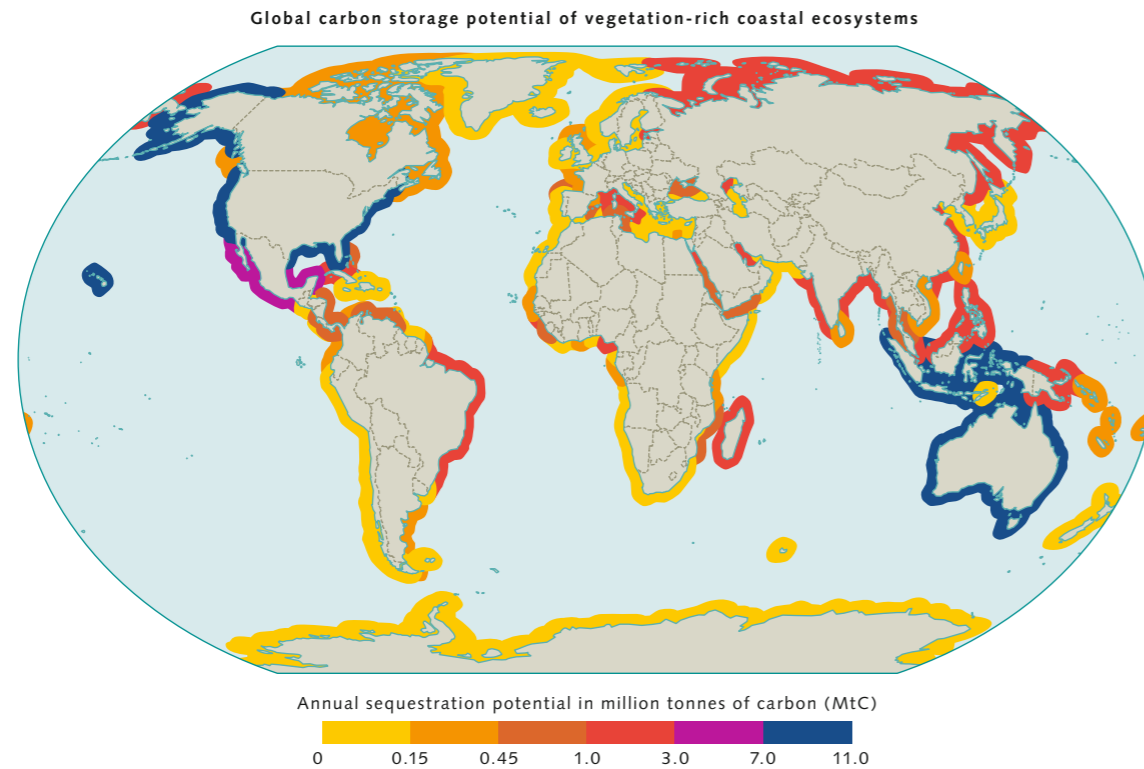 Global carbon storage potential of vegetation-rich coastal ecosystems
Annual sequestration potential in million tonnes of carbon (MtC)
0 0.15 0.45 1.0 3.0 7.0 11.0